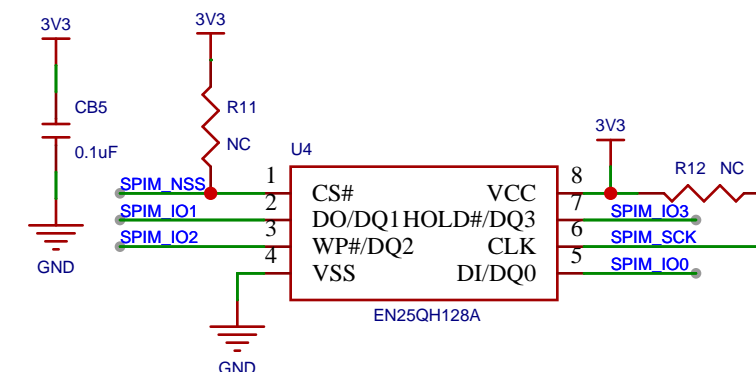 3V3
3V3
CB5
0.1uF
R11
NC
3V3
R12 NC
U4
SPIM_NSS 1 CS# VCC 8
SPIM_IO1 2 DO/DQ1 HOLD#/DQ3 7 SPIM_IO3
SPIM_IO2 3 WP#/DQ2 CLK 6 SPIM_SCK
4 VSS DI/DQ0 5 SPIM_IO0
GND
EN25QH128A
GND